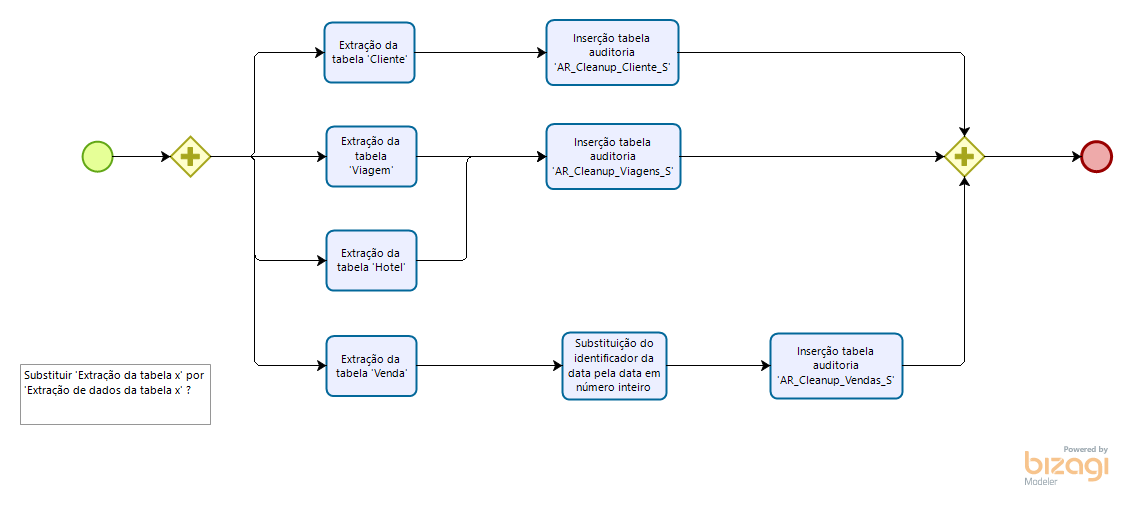 Extração da
tabela 'Cliente'
Inserção tabela
auditoria
'AR_Cleanup_Cliente_S'
Extração da
tabela
'Viagem'
Inserção tabela
auditoria
'AR_Cleanup_Viagens_S'
Extração da
tabela 'Hotel'
Extração da
tabela 'Venda'
Substituição do
identificador da
data pela data em
número inteiro
Inserção tabela
auditoria
'AR_Cleanup_Vendas_S'
Substituir 'Extração da tabela x' por
'Extração de dados da tabela x' ?
Powered by
bizagi
Modeler